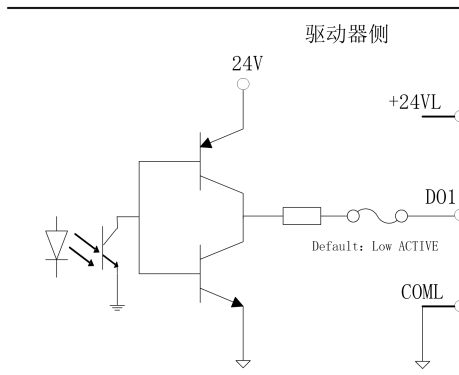 驱动器侧
24V
+24VL
DO1
Default: Low ACTIVE
COML